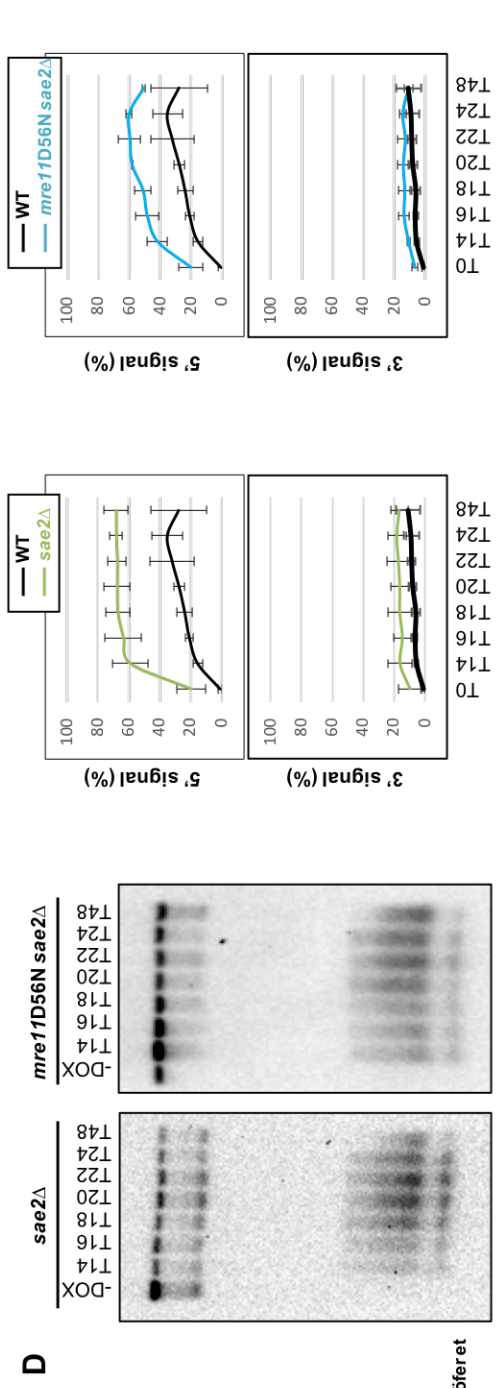 D
sae2Δ
-DOX T14 T16 T18 T20 T22 T24 T48
mre11D56N sae2Δ
-DOX T14 T16 T18 T20 T22 T24 T48
WT
sae2Δ
5’ signal (%)
100
80
60
40
20
0
3’ signal (%)
100
80
60
40
20
0
T0 T14 T16 T18 T20 T22 T24 T48
WT
mre11D56N sae2Δ
5’ signal (%)
100
80
60
40
20
0
3’ signal (%)
100
80
60
40
20
0
T0 T14 T16 T18 T20 T22 T24 T48